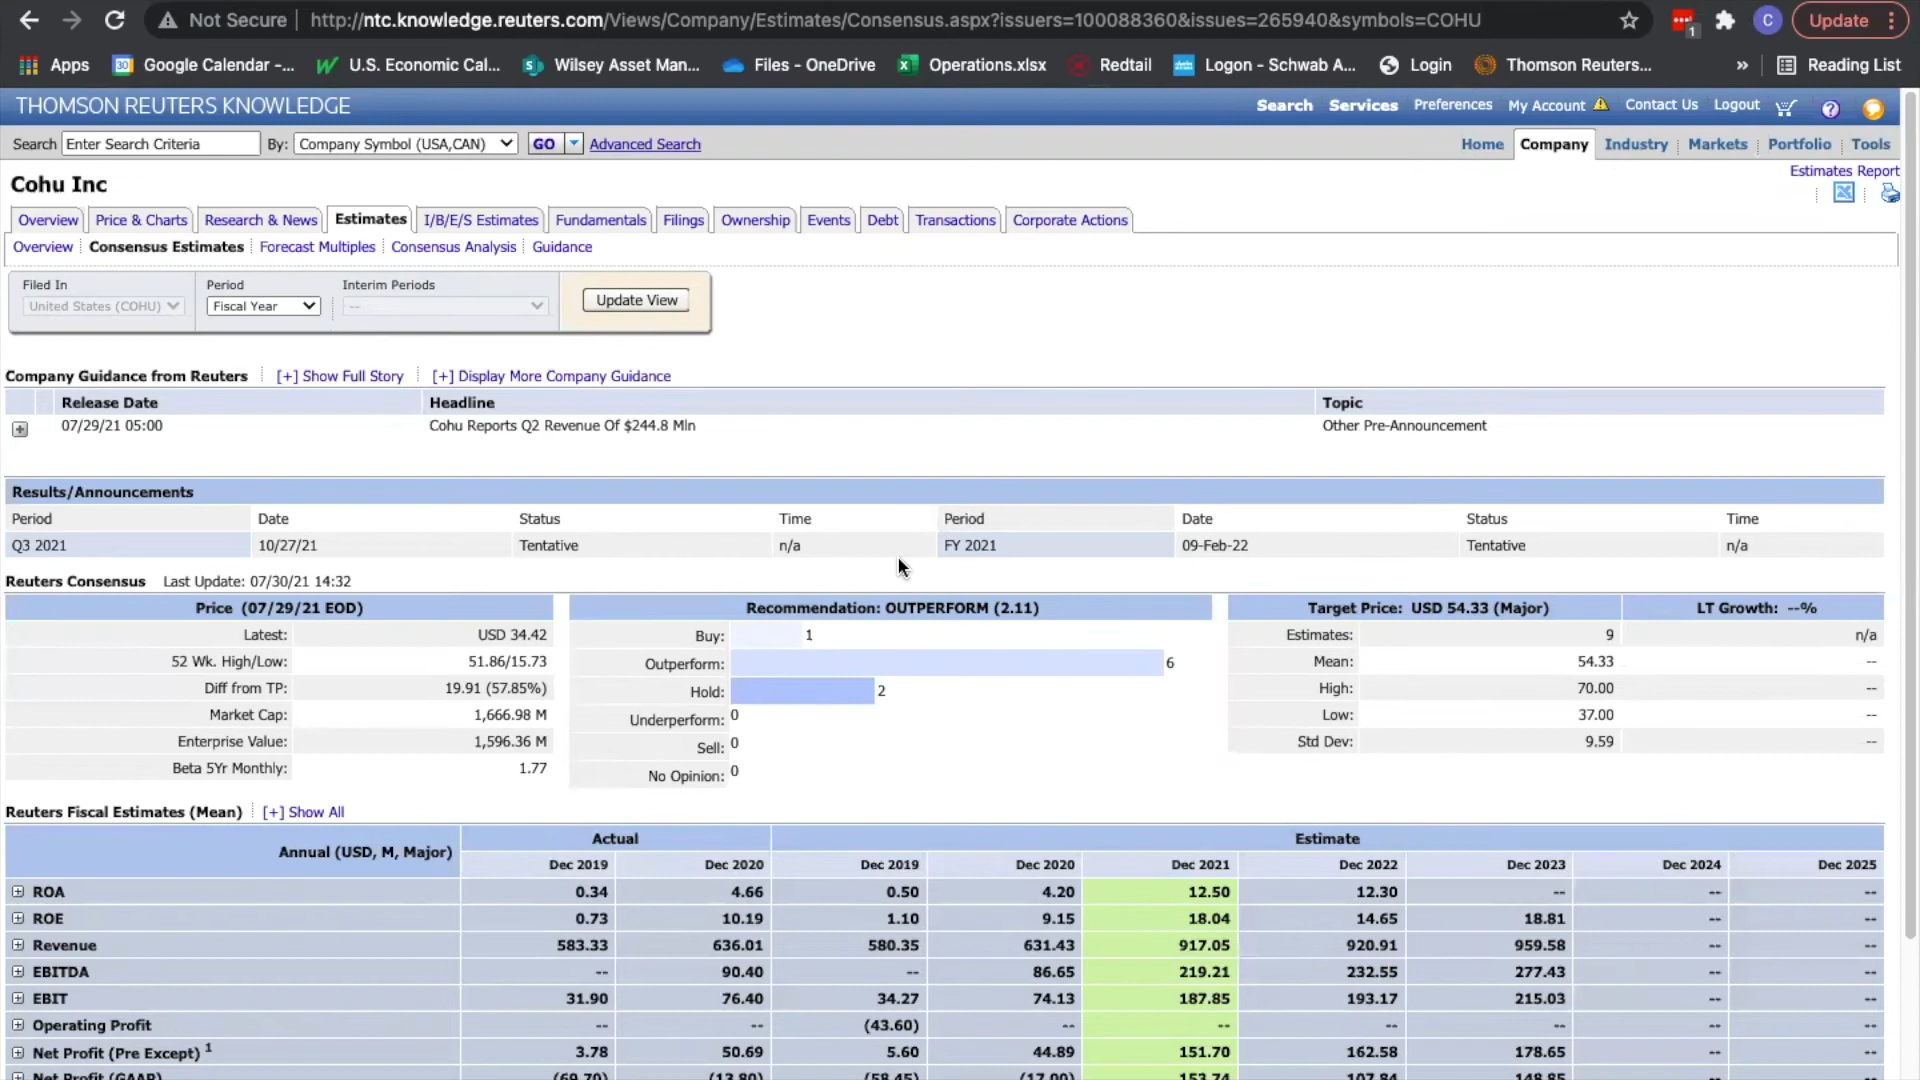 Not Secure | http://ntc.knowledge.reuters.com/Views/Company/Estimates/Consensus.aspx?issuers=100088360&issues=265940&symbols=COHU 1 C Update
Apps Google Calendar -... U.S. Economic Cal... Wilsey Asset Man... Files - OneDrive Operations.xlsx Redtail Logon - Schwab A... Login Thomson Reuters... » Reading List
THOMSON REUTERS KNOWLEDGE Search Services Preferences My Account Contact Us Logout
Search Enter Search Criteria By: Company Symbol (USA,CAN) GO Advanced Search Home Company Industry Markets Portfolio Tools
Estimates Report
Cohu Inc
Overview Price & Charts Research & News Estimates I/B/E/S Estimates Fundamentals Filings Ownership Events Debt Transactions Corporate Actions
Overview Consensus Estimates Forecast Multiples Consensus Analysis Guidance
Filed In Period Interim Periods
United States (COHU) Fiscal Year -- Update View
Company Guidance from Reuters [+] Show Full Story [+] Display More Company Guidance
Release Date Headline Topic
07/29/21 05:00 Cohu Reports Q2 Revenue Of $244.8 Mln Other Pre-Announcement
Results/Announcements
Period Date Status Time Period Date Status Time
Q3 2021 10/27/21 Tentative n/a FY 2021 09-Feb-22 Tentative n/a
Reuters Consensus Last Update: 07/30/21 14:32
Price (07/29/21 EOD) Recommendation: OUTPERFORM (2.11) Target Price: USD 54.33 (Major) LT Growth: --%
Latest: USD 34.42 Buy: 1 Estimates: 9 n/a
52 Wk. High/Low: 51.86/15.73 Outperform: 6 Mean: 54.33 --
Diff from TP: 19.91 (57.85%) Hold: 2 High: 70.00 --
Market Cap: 1,666.98 M Underperform: 0 Low: 37.00 --
Enterprise Value: 1,596.36 M Sell: 0 Std Dev: 9.59 --
Beta 5Yr Monthly: 1.77 No Opinion: 0
Reuters Fiscal Estimates (Mean) [+] Show All
Annual (USD, M, Major) Actual Estimate
Dec 2019 Dec 2020 Dec 2019 Dec 2020 Dec 2021 Dec 2022 Dec 2023 Dec 2024 Dec 2025
ROA 0.34 4.66 0.50 4.20 12.50 12.30 -- -- --
ROE 0.73 10.19 1.10 9.15 18.04 14.65 18.81 -- --
Revenue 583.33 636.01 580.35 631.43 917.05 920.91 959.58 -- --
EBITDA -- 90.40 -- 86.65 219.21 232.55 277.43 -- --
EBIT 31.90 76.40 34.27 74.13 187.85 193.17 215.03 -- --
Operating Profit -- -- (43.60) -- -- -- -- -- --
Net Profit (Pre Except) 1 3.78 50.69 5.60 44.89 151.70 162.58 178.65 -- --
Net Profit (GAAP) (69.70) (13.80) (58.45) (17.00) 153.74 107.84 148.85 -- --